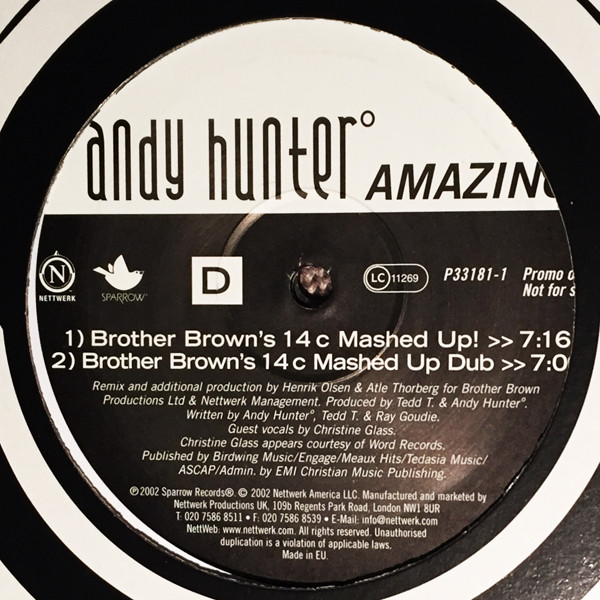 andy hunter° AMAZING
NETTWERK
SPARROW™
D
LC 11269
P33181-1
Promo o
Not for s
1) Brother Brown's 14 c Mashed Up! >> 7:16
2) Brother Brown's 14 c Mashed Up Dub >> 7:0
Remix and additional production by Henrik Olsen & Atle Thorberg for Brother Brown
Productions Ltd & Nettwerk Management. Produced by Tedd T. & Andy Hunter°.
Written by Andy Hunter°, Tedd T. & Ray Goudie.
Guest vocals by Christine Glass.
Christine Glass appears courtesy of Word Records.
Published by Birdwing Music/Engage/Meaux Hits/Tedasia Music/
ASCAP/Admin. by EMI Christian Music Publishing.
℗ 2002 Sparrow Records®. © 2002 Nettwerk America LLC. Manufactured and marketed by
Nettwerk Productions UK, 109b Regents Park Road, London NW1 8UR
T: 020 7586 8511 • F: 020 7586 8539 • E-Mail: info@nettwerk.com
NettWeb: www.nettwerk.com. All rights reserved. Unauthorised
duplication is a violation of applicable laws.
Made in EU.